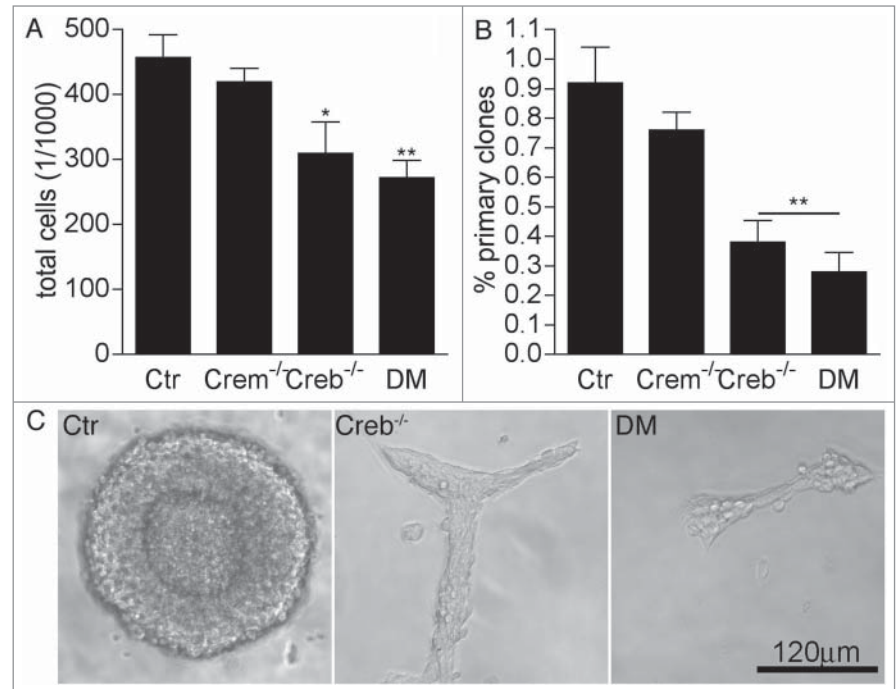 A
total cells (1/1000)
500
400
300
200
100
0
*
**
Ctr Crem-/- Creb-/- DM
B
% primary clones
1.1
1.0
0.9
0.8
0.7
0.6
0.5
0.4
0.3
0.2
0.1
0.0
**
Ctr Crem-/- Creb-/- DM
C
Ctr
Creb-/-
DM
120μm